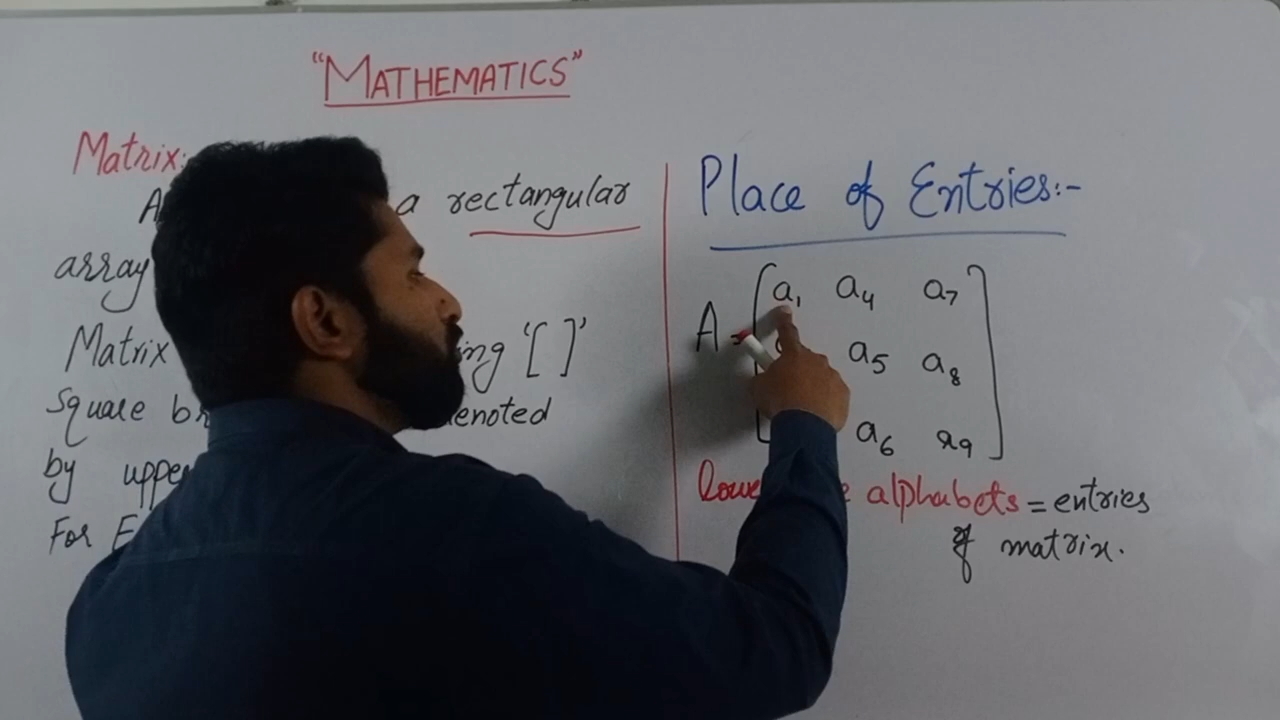 “MATHEMATICS”
Matrix:
A a rectangular
array
Matrix ing ‘[ ]’
Square br enoted
by upper
For E
Place of Entries:-
a₁ a₄ a₇
A = a₅ a₈
a₆ a₉
lowe e alphabets = entries
of matrix.